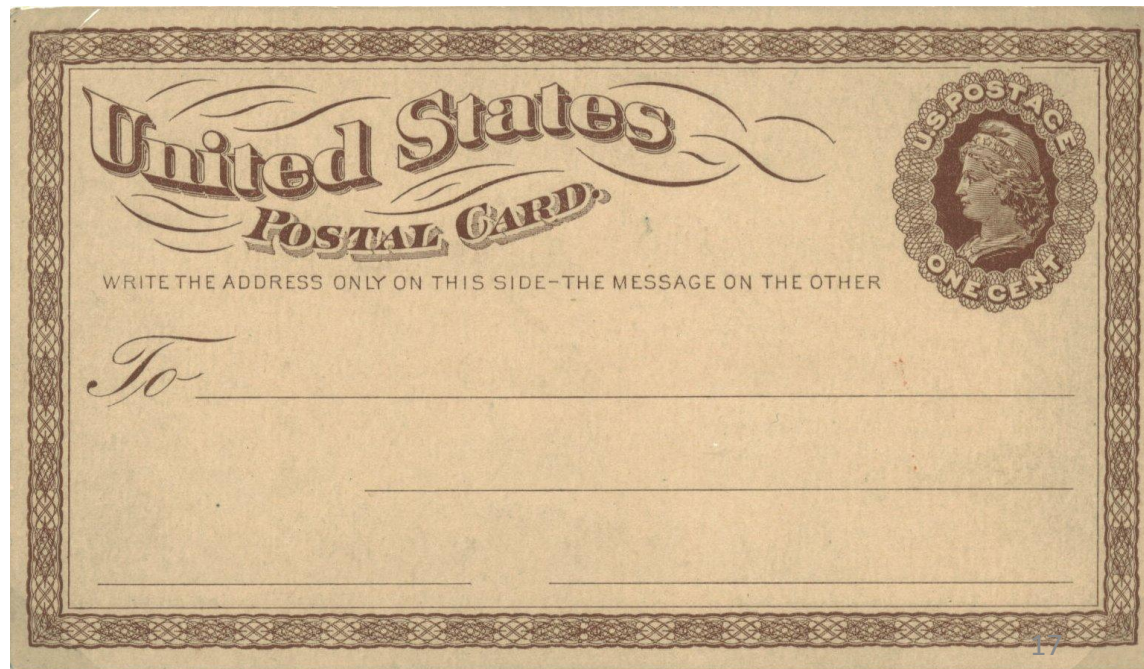 United States
POSTAL CARD.
U.S. POSTAGE
ONE CENT
WRITE THE ADDRESS ONLY ON THIS SIDE–THE MESSAGE ON THE OTHER
To
17